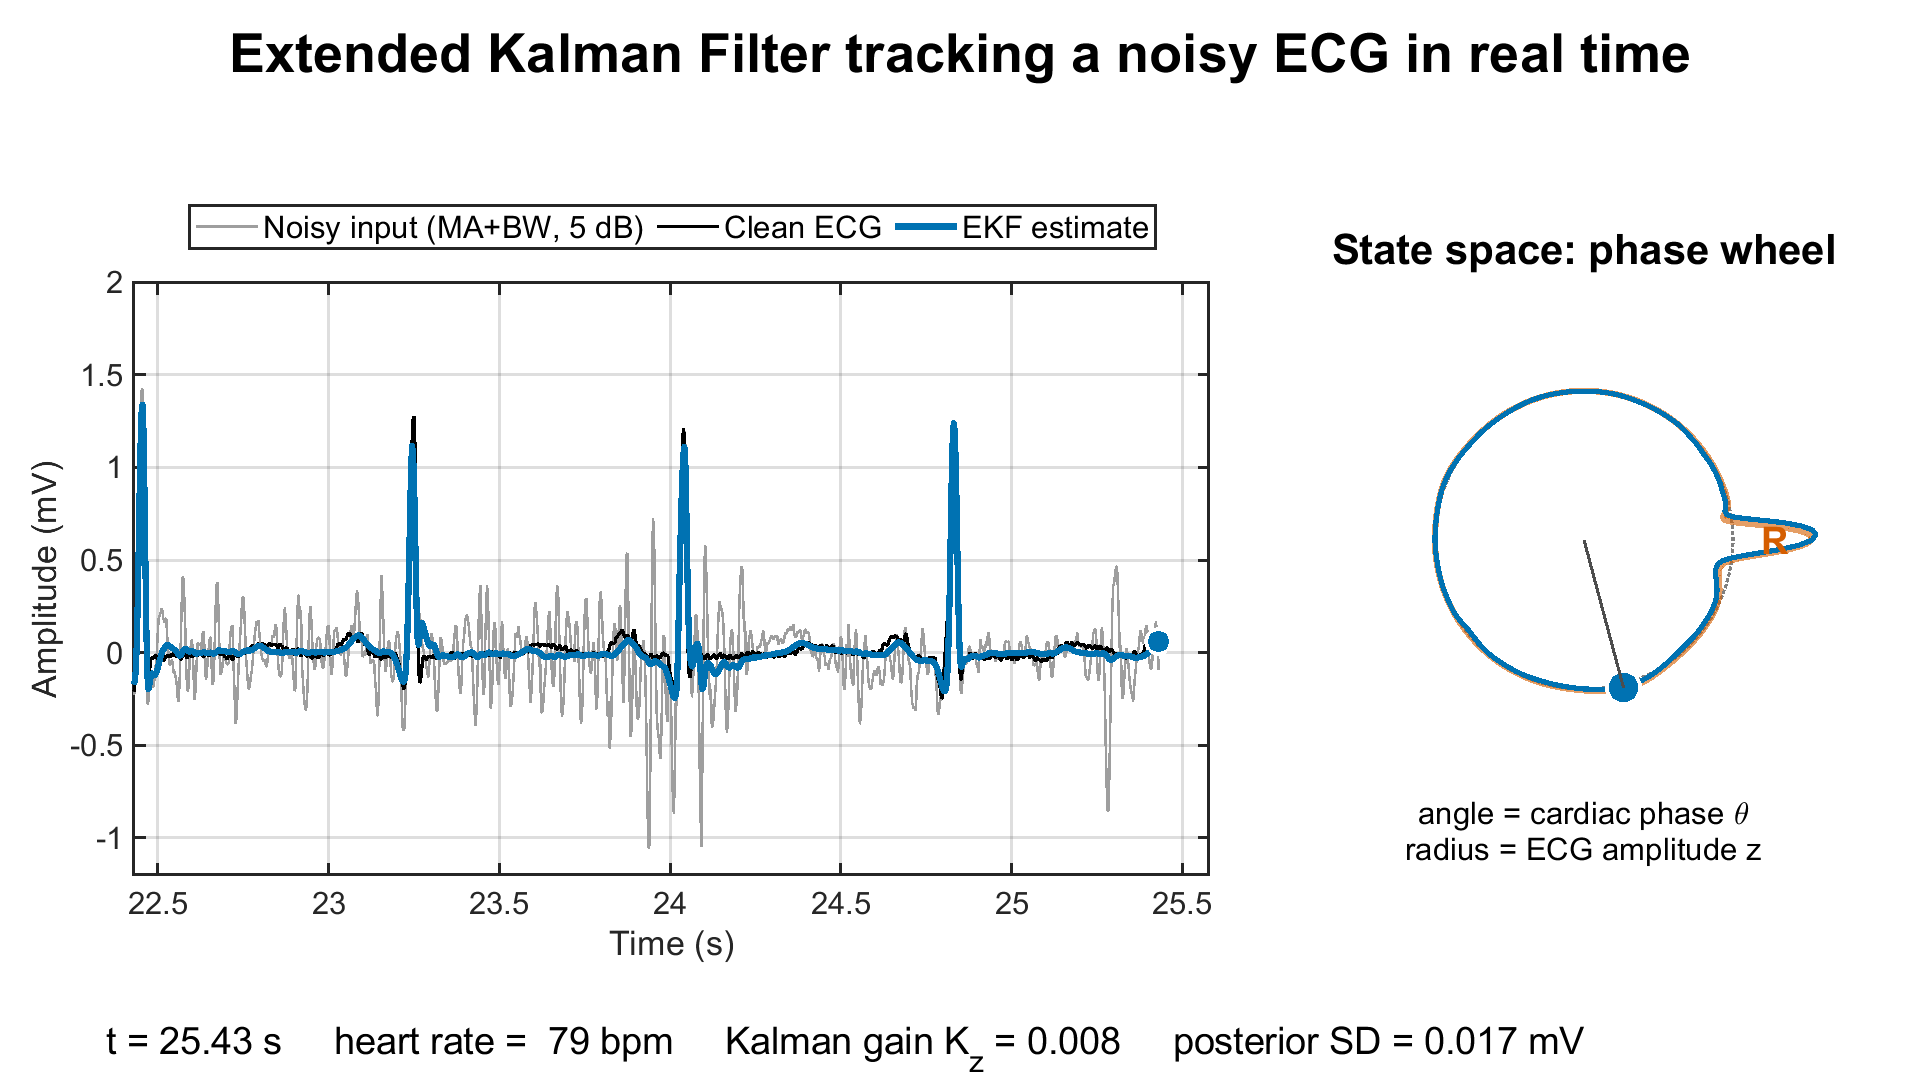 Extended Kalman Filter tracking a noisy ECG in real time
Noisy input (MA+BW, 5 dB) Clean ECG EKF estimate
State space: phase wheel
2
1.5
1
0.5
0
-0.5
-1
Amplitude (mV)
22.5 23 23.5 24 24.5 25 25.5
Time (s)
R
angle = cardiac phase θ
radius = ECG amplitude z
t = 25.43 s heart rate = 79 bpm Kalman gain K_z = 0.008 posterior SD = 0.017 mV